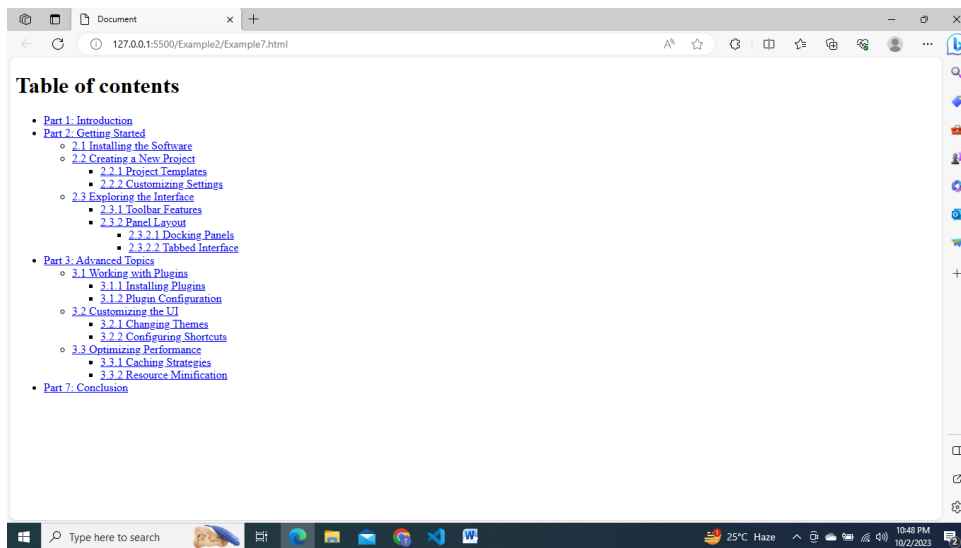 Document
127.0.0.1:5500/Example2/Example7.html
Table of contents
Part 1: Introduction
Part 2: Getting Started
2.1 Installing the Software
2.2 Creating a New Project
2.2.1 Project Templates
2.2.2 Customizing Settings
2.3 Exploring the Interface
2.3.1 Toolbar Features
2.3.2 Panel Layout
2.3.2.1 Docking Panels
2.3.2.2 Tabbed Interface
Part 3: Advanced Topics
3.1 Working with Plugins
3.1.1 Installing Plugins
3.1.2 Plugin Configuration
3.2 Customizing the UI
3.2.1 Changing Themes
3.2.2 Configuring Shortcuts
3.3 Optimizing Performance
3.3.1 Caching Strategies
3.3.2 Resource Minification
Part 7: Conclusion
Type here to search
25°C Haze
10:48 PM
10/2/2023